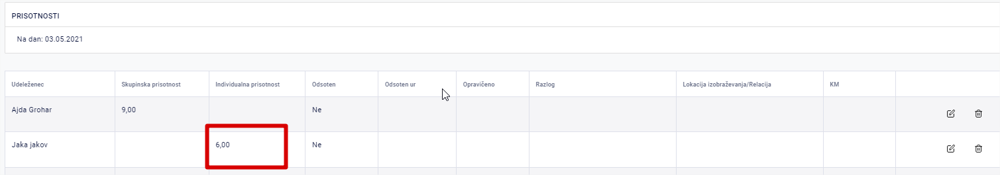 PRISOTNOSTI
Na dan: 03.05.2021
Udeleženec Skupinska prisotnost Individualna prisotnost Odsoten Odsoten ur Opravičeno Razlog Lokacija izobraževanja/Relacija KM
Ajda Grohar 9,00 Ne
Jaka jakov 6,00 Ne